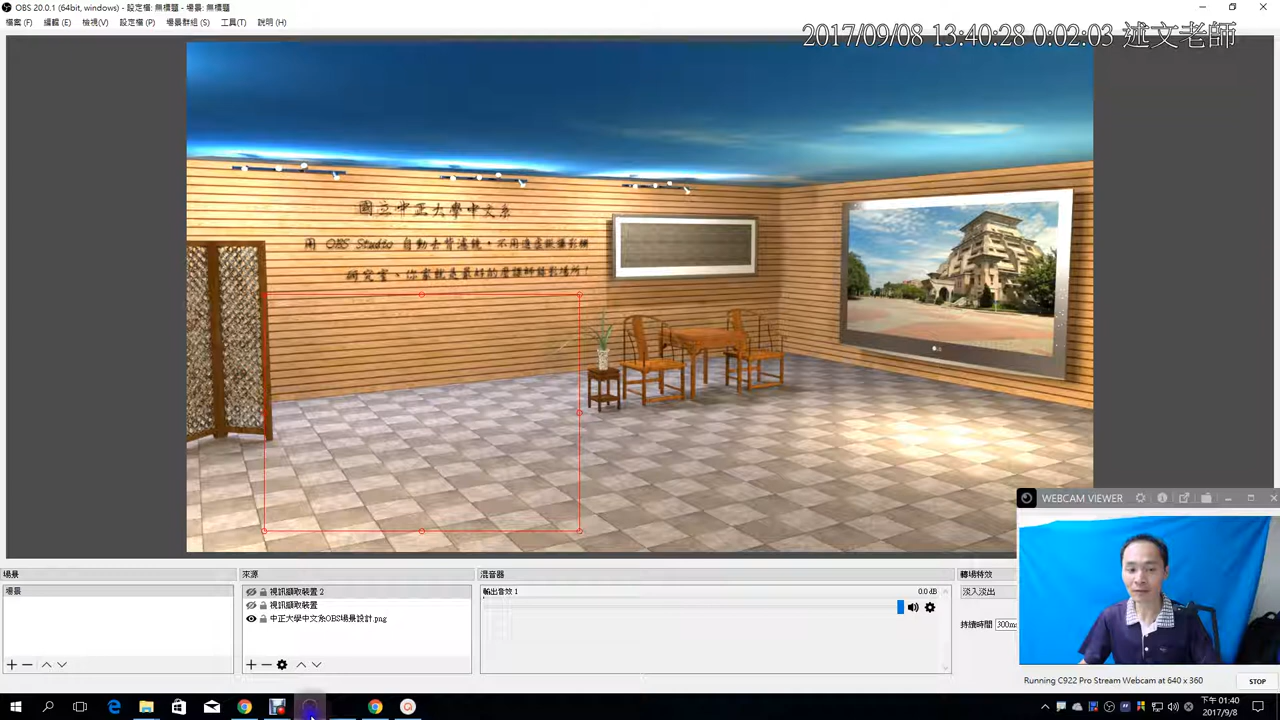 OBS 20.0.1 (64bit, windows) - 設定檔: 無標題 - 場景: 無標題
檔案 (F) 編輯 (E) 檢視(V) 設定檔 (P) 場景群組 (S) 工具(T) 說明 (H)
2017/09/08 13:40:28 0:02:03 述文老師
國立中正大學中文系
用 OBS Studio 自動去背濾鏡，不用進虛擬攝影棚
研究室、你家就是最好的磨課師錄影場所！
WEBCAM VIEWER
場景
場景
來源
視訊擷取裝置 2
視訊擷取裝置
中正大學中文系OBS場景設計.png
混音器
輸出音效 1
0.0 dB
轉場特效
淡入淡出
持續時間 300ms
Running C922 Pro Stream Webcam at 640 x 360
STOP
下午 01:40
2017/9/8